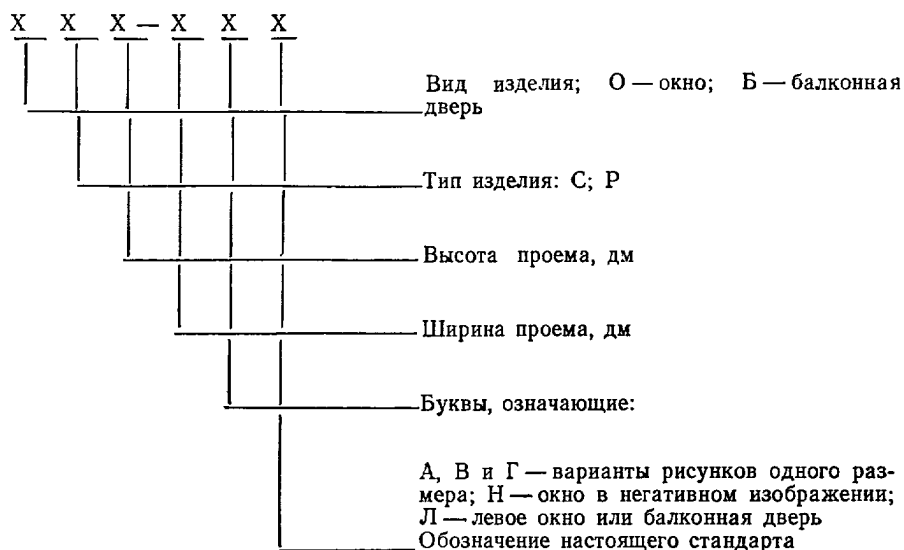 Х Х Х — Х Х Х
Вид изделия; О — окно; Б — балконная
дверь
Тип изделия: С; Р
Высота проема, дм
Ширина проема, дм
Буквы, означающие:
А, В и Г — варианты рисунков одного раз-
мера; Н — окно в негативном изображении;
Л — левое окно или балконная дверь
Обозначение настоящего стандарта